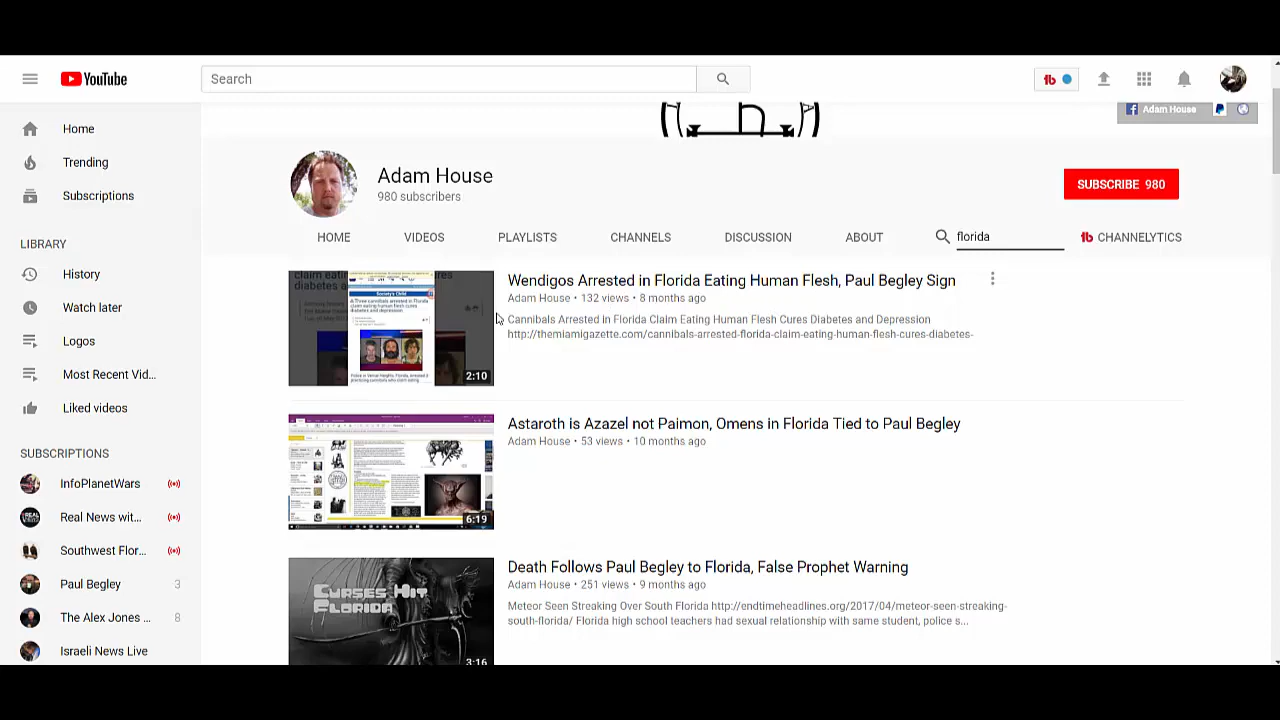 YouTube
Search
Adam House
Home
Trending
Subscriptions
LIBRARY
History
Watch later
Logos
Most Recent Vid...
Liked videos
SUBSCRIPTIONS
InfoPaneWars
Southwest Flor...
Paul Begley 3
The Alex Jones ... 8
Israeli News Live
Adam House
980 subscribers
SUBSCRIBE 980
HOME VIDEOS PLAYLISTS CHANNELS DISCUSSION ABOUT florida CHANNELYTICS
Society's Child
2:10
Wendigos Arrested in Florida Eating Human Flesh, Paul Begley Sign
Adam House • 132 views • 8 months ago
Cannibals Arrested in Florida Claim Eating Human Flesh Cures Diabetes and Depression
http://themiamigazette.com/cannibals-arrested-florida-claim-eating-human-flesh-cures-diabetes-
6:19
Astaroth is Azazel not Paimon, Omens in Florida Tied to Paul Begley
Adam House • 53 views • 10 months ago
CURSES HIT
FLORIDA
3:16
Death Follows Paul Begley to Florida, False Prophet Warning
Adam House • 251 views • 9 months ago
Meteor Seen Streaking Over South Florida http://endtimeheadlines.org/2017/04/meteor-seen-streaking-
south-florida/ Florida high school teachers had sexual relationship with same student, police s...